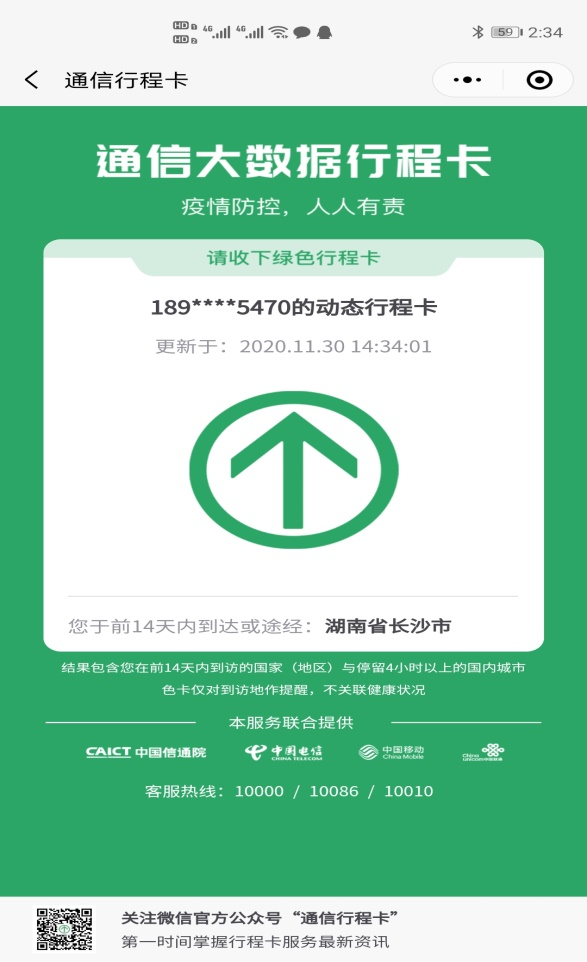 HD 1 4G 4G 59 2:34
HD 2
通信行程卡
通信大数据行程卡
疫情防控，人人有责
请收下绿色行程卡
189****5470的动态行程卡
更新于：2020.11.30 14:34:01
您于前14天内到达或途经：湖南省长沙市
结果包含您在前14天内到访的国家（地区）与停留4小时以上的国内城市
色卡仅对到访地作提醒，不关联健康状况
本服务联合提供
CAICT 中国信通院 中国电信 CHINA TELECOM 中国移动 China Mobile China unicom中国联通
客服热线：10000 / 10086 / 10010
关注微信官方公众号“通信行程卡”
第一时间掌握行程卡服务最新资讯